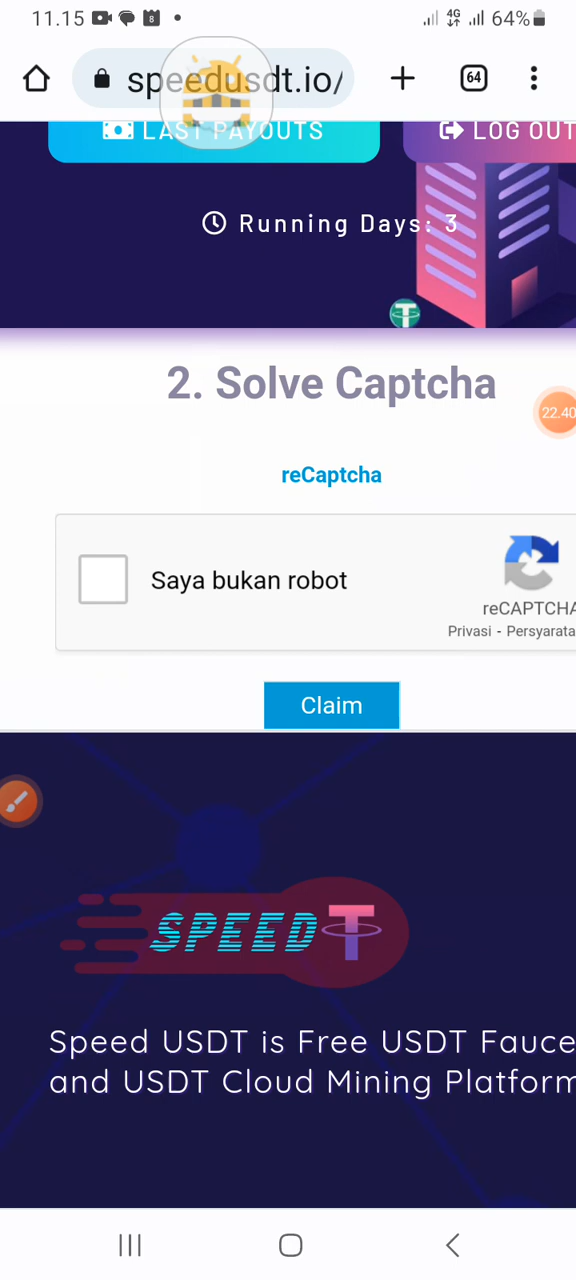 11.15
4G
64%
speedusdt.io/
64
LAST PAYOUTS
LOG OUT
Running Days: 3
2. Solve Captcha
22.40
reCaptcha
Saya bukan robot
reCAPTCHA
Privasi - Persyarata
Claim
SPEED
Speed USDT is Free USDT Fauce
and USDT Cloud Mining Platform